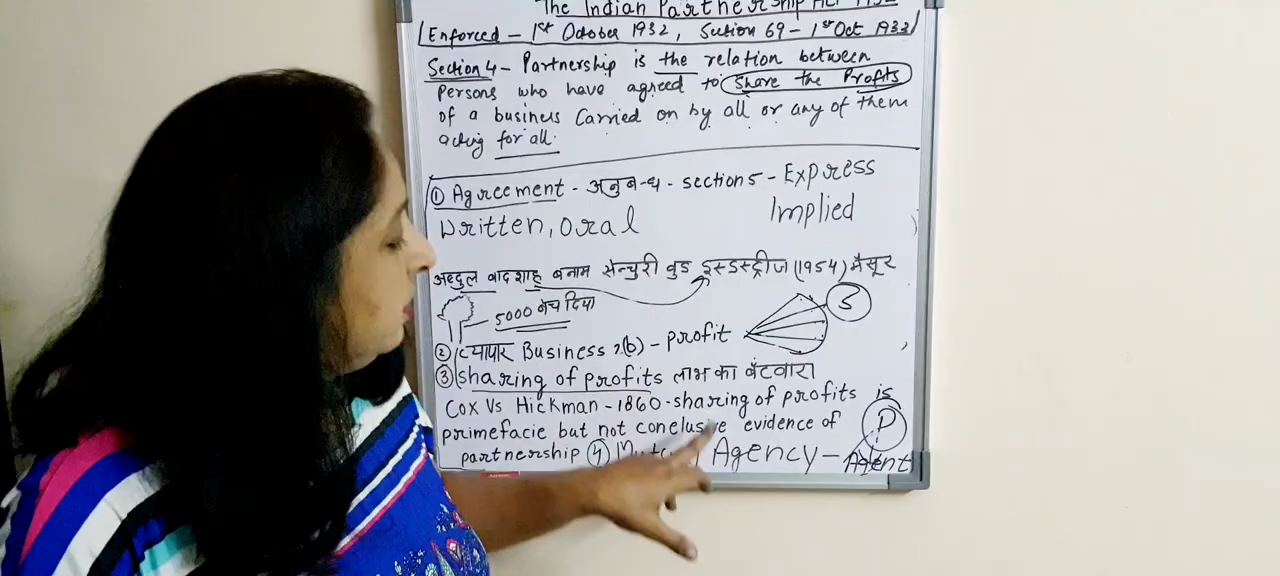 The Indian Partnership Act 1932
Enforced - 1st October 1932, Section 69 - 1st Oct 1933
Section 4 - Partnership is the relation between
Persons who have agreed to share the Profits
of a business Carried on by all or any of them
acting for all.
① Agreement - अनुबन्ध - section 5 - Express
Implied
Written, Oral
अब्दुल बादशाह बनाम सेन्चुरी वुड इन्डस्ट्रीज (1954) मैसूर
5000 बेच दिया
② व्यापार Business, (b) - profit
③ sharing of profits लाभ का बँटवारा
Cox Vs Hickman - 1860 - sharing of profits is
primefacie but not conclusive evidence of
partnership ④ Agency - Agent
P